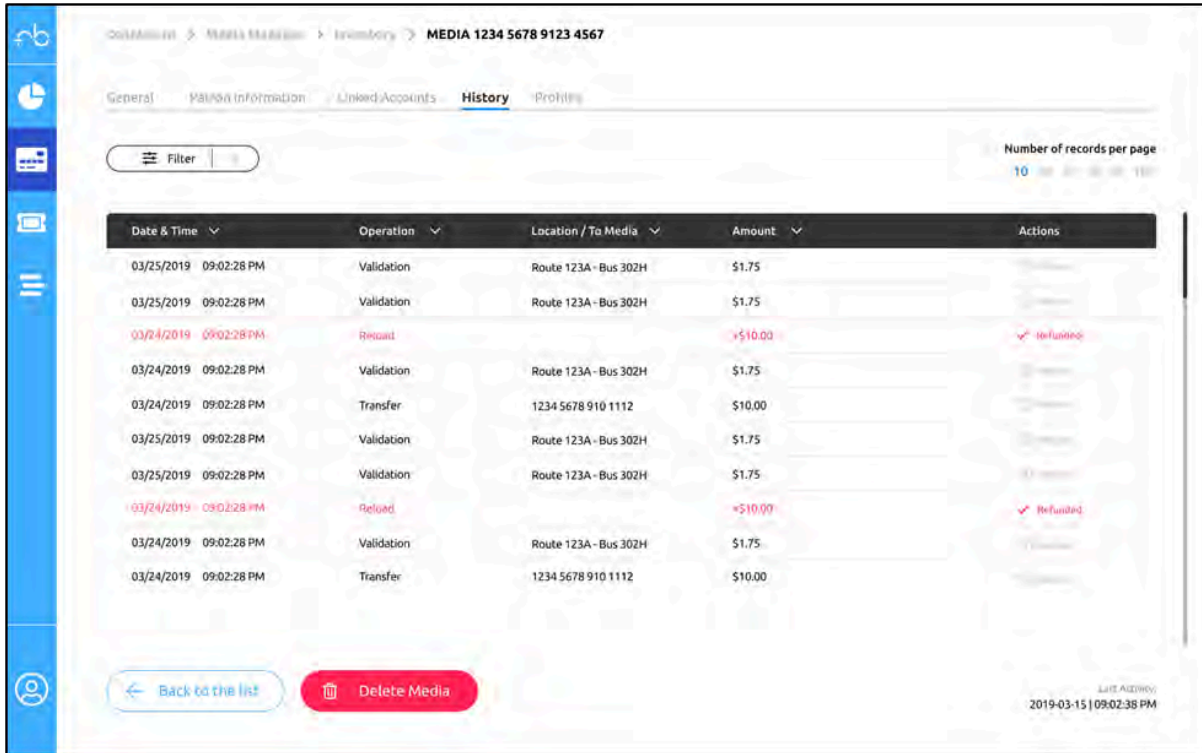 MEDIA 1234 5678 9123 4567
General Patron Information Linked Accounts History Profiles
Filter
Number of records per page
10
Date & Time Operation Location / To Media Amount Actions
03/25/2019 09:02:28 PM Validation Route 123A - Bus 302H $1.75
03/25/2019 09:02:28 PM Validation Route 123A - Bus 302H $1.75
03/24/2019 09:02:28 PM Reload +$10.00 Refunded
03/24/2019 09:02:28 PM Validation Route 123A - Bus 302H $1.75
03/24/2019 09:02:28 PM Transfer 1234 5678 910 1112 $10.00
03/25/2019 09:02:28 PM Validation Route 123A - Bus 302H $1.75
03/25/2019 09:02:28 PM Validation Route 123A - Bus 302H $1.75
03/24/2019 09:02:28 PM Reload +$10.00 Refunded
03/24/2019 09:02:28 PM Validation Route 123A - Bus 302H $1.75
03/24/2019 09:02:28 PM Transfer 1234 5678 910 1112 $10.00
Back to the list Delete Media
Last Activity:
2019-03-15 | 09:02:38 PM